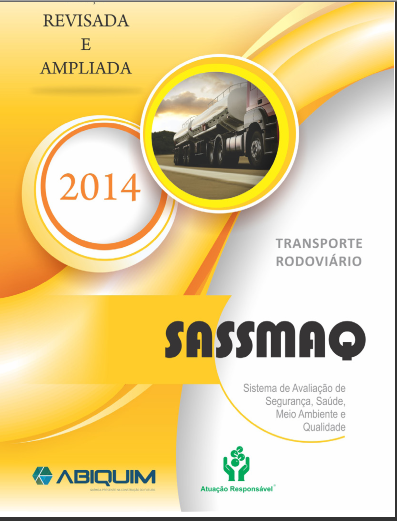 REVISADA
E
AMPLIADA
2014
TRANSPORTE
RODOVIÁRIO
SASSMAQ
Sistema de Avaliação de
Segurança, Saúde,
Meio Ambiente e
Qualidade
ABIQUIM
Atuação Responsável